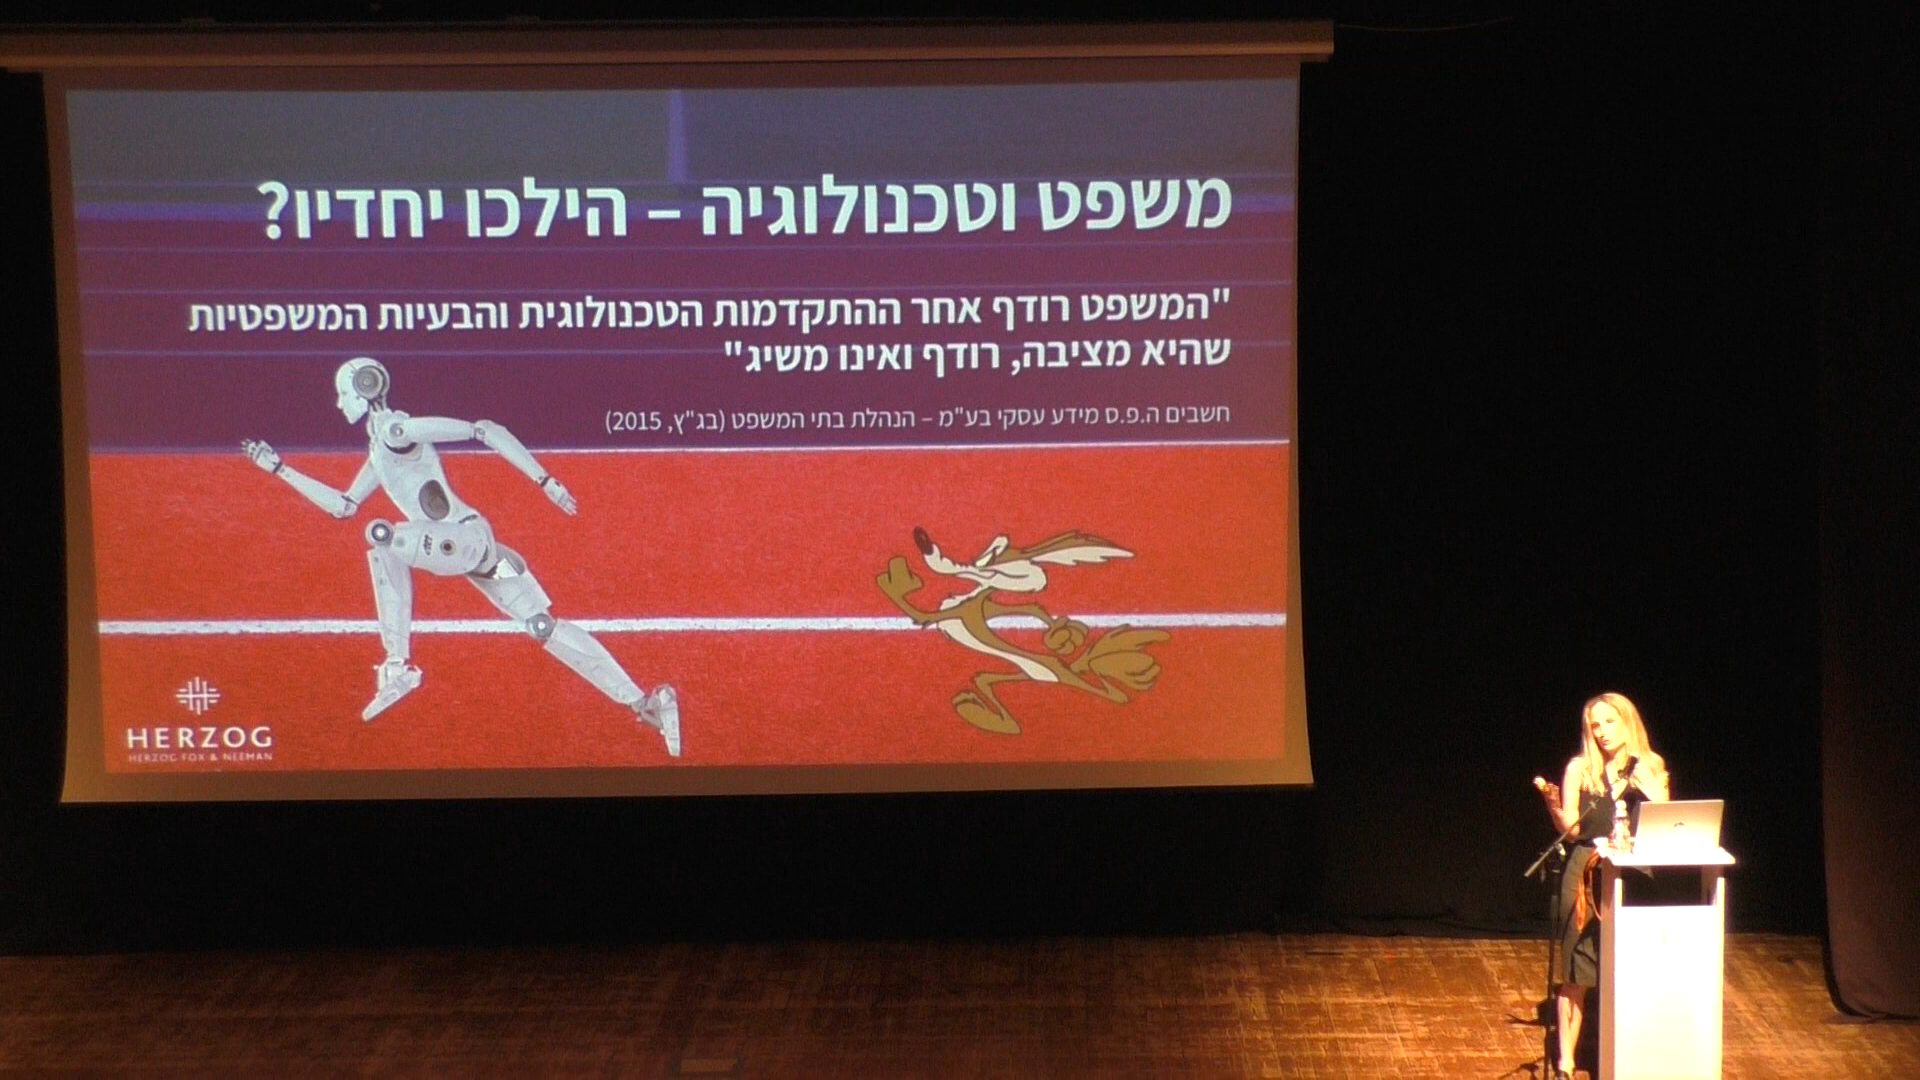 משפט וטכנולוגיה – הילכו יחדיו?
"המשפט רודף אחר ההתקדמות הטכנולוגית והבעיות המשפטיות
שהיא מציבה, רודף ואינו משיג"
חשבים ה.פ.ס מידע עסקי בע"מ – הנהלת בתי המשפט (בג"ץ, 2015)
HERZOG
HERZOG FOX & NEEMAN